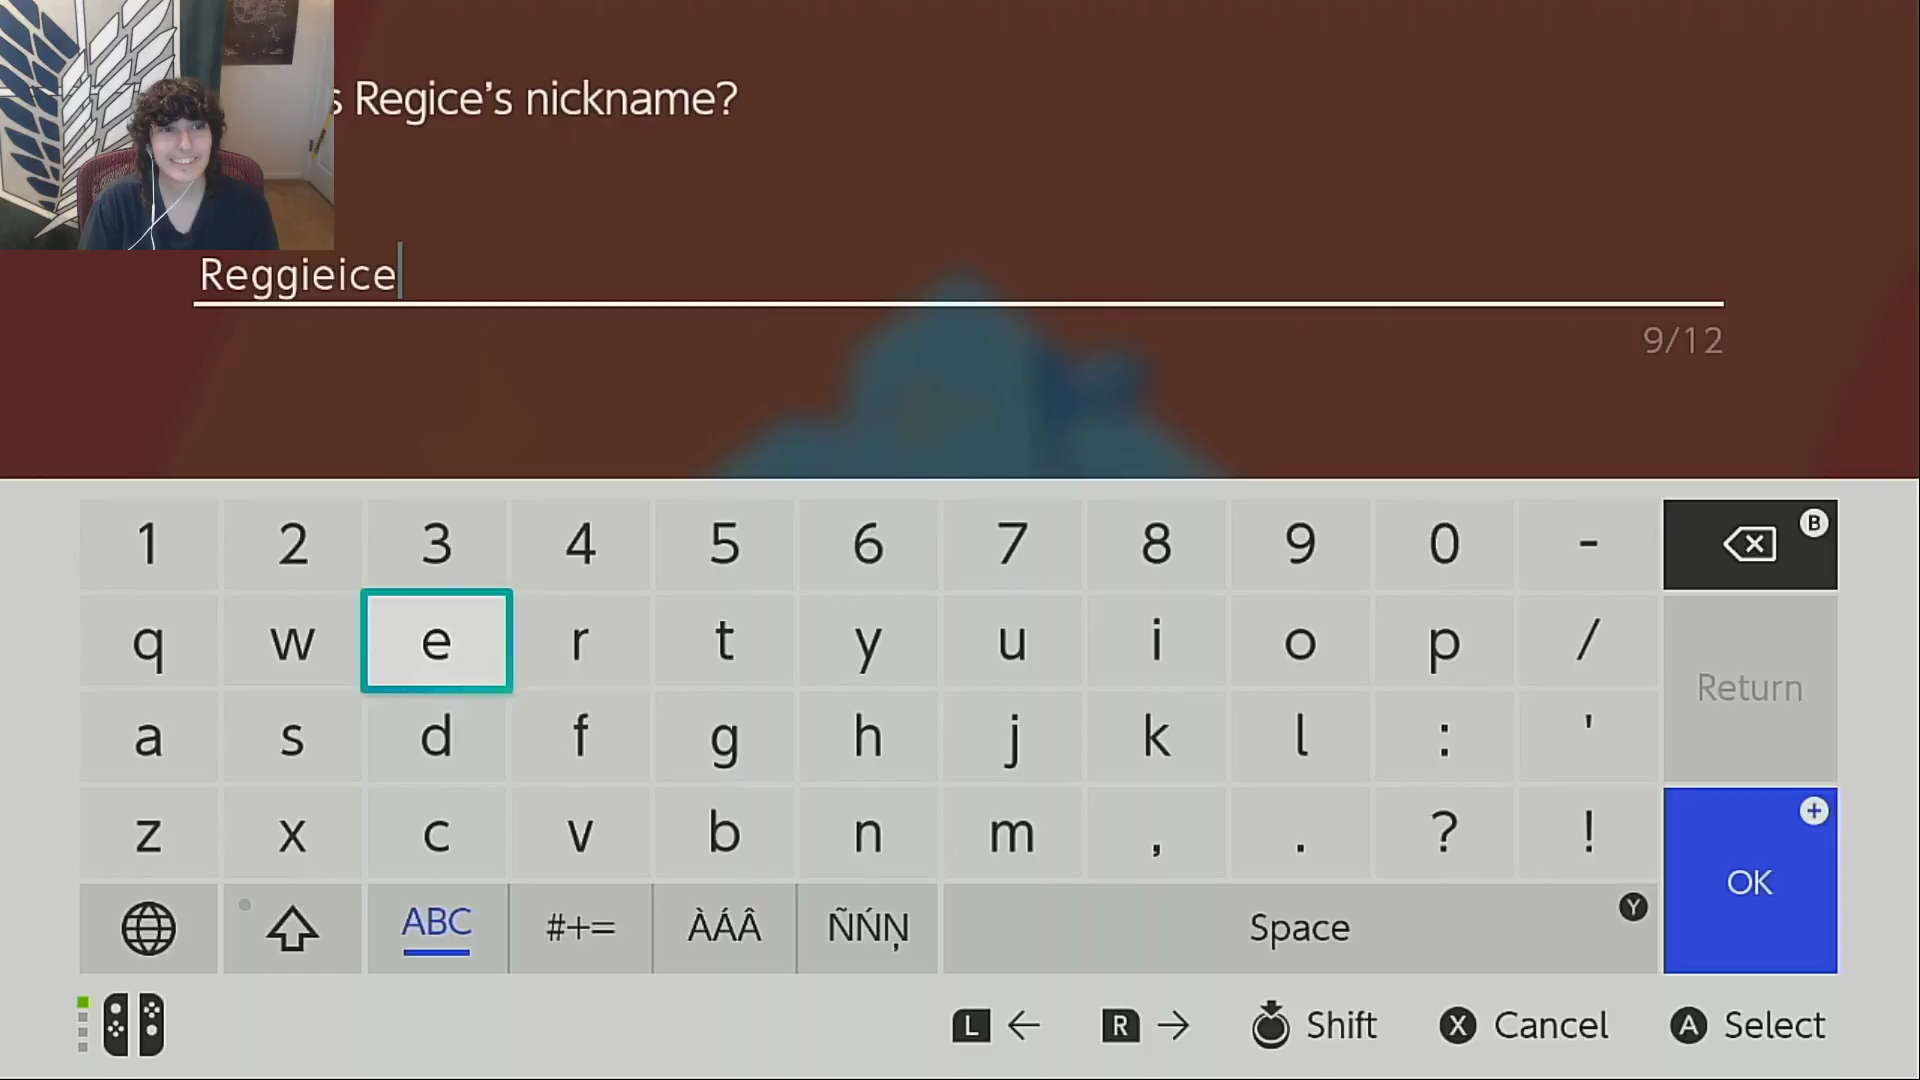 s Regice's nickname?
Reggieice
9/12
1 2 3 4 5 6 7 8 9 0 - B
q w e r t y u i o p /
Return
a s d f g h j k l : '
z x c v b n m , . ? ! +
OK
ABC #+= ÀÁÂ ÑŃŅ Space Y
L ← R → Shift X Cancel A Select